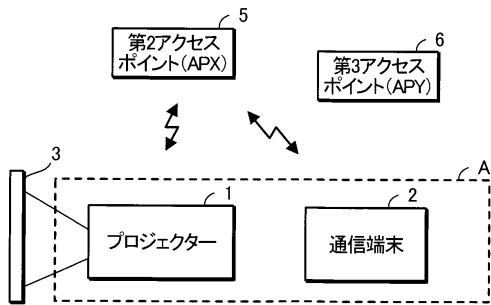 5
第2アクセス
ポイント(APX)
6
第3アクセス
ポイント(APY)
3
A
1
プロジェクター
2
通信端末